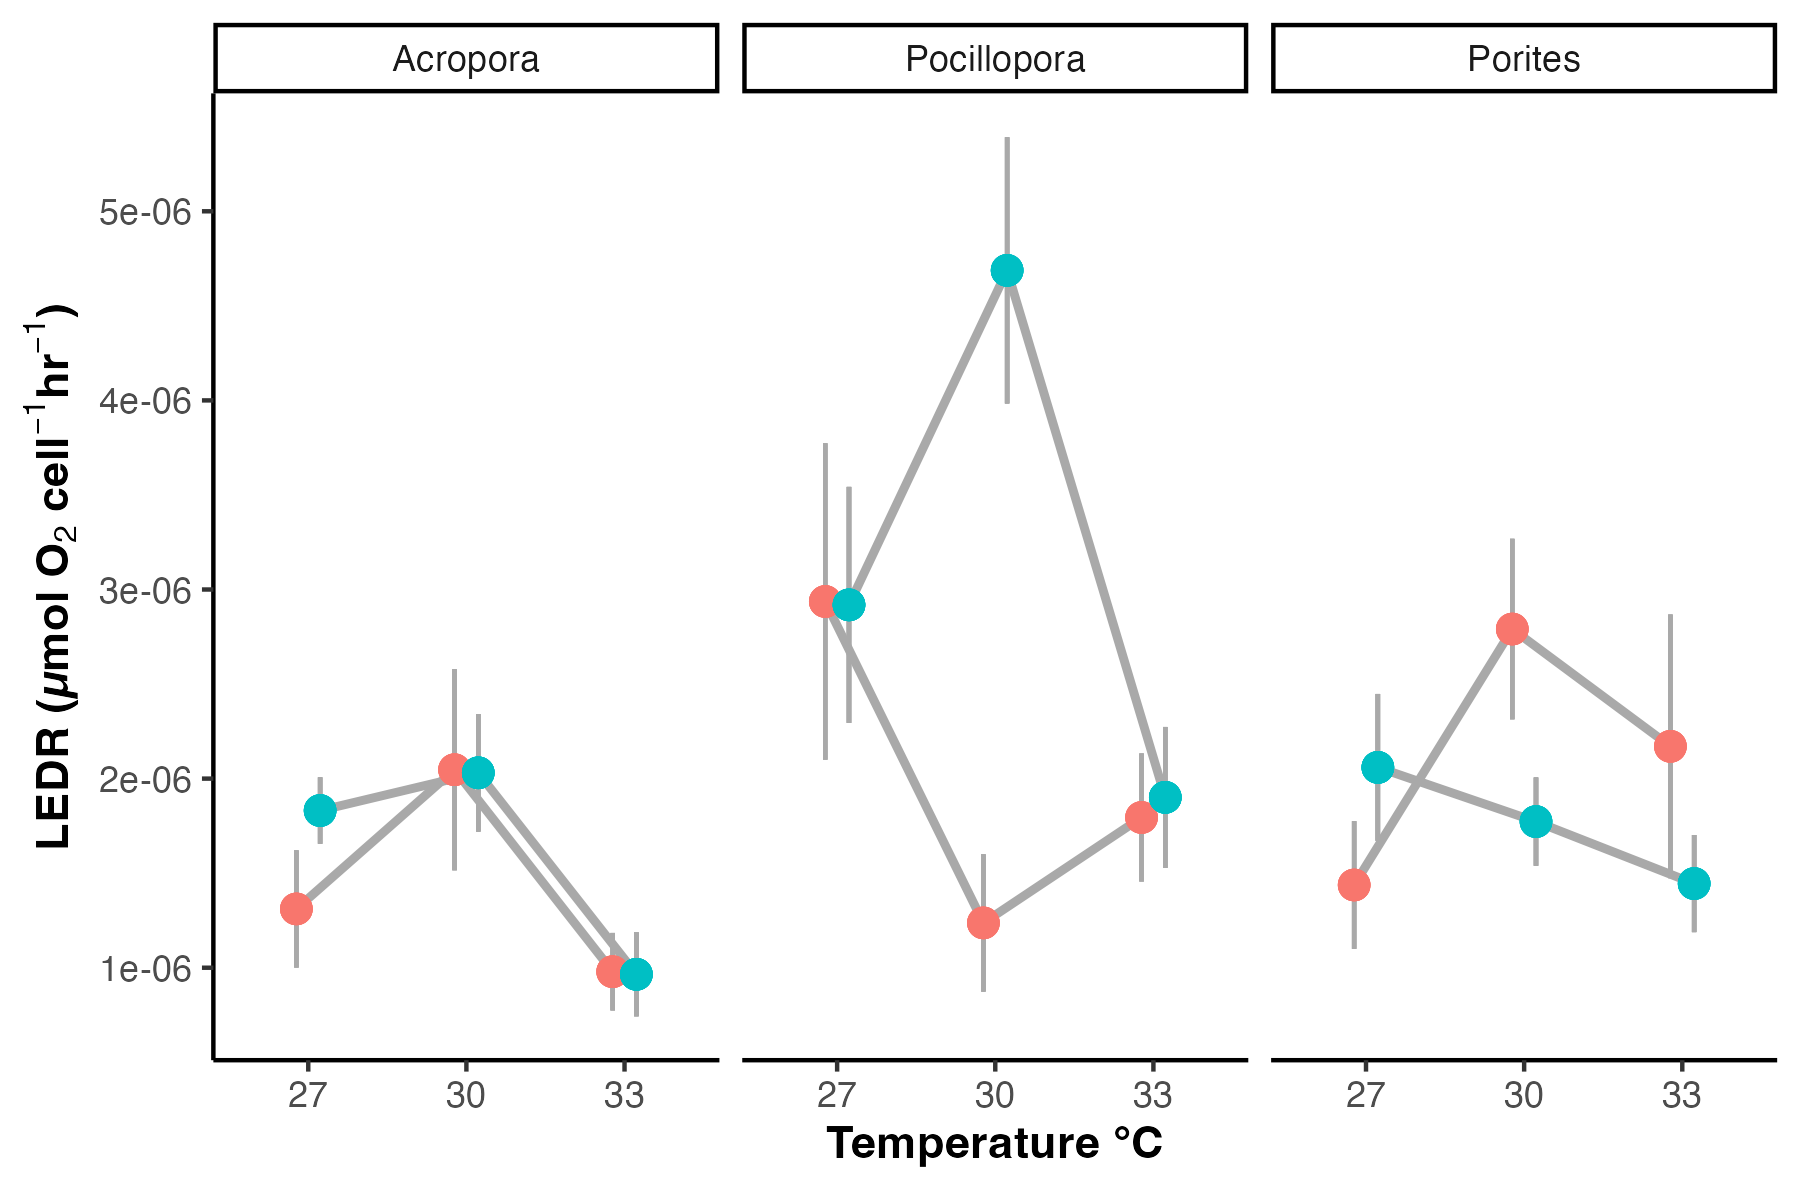 Acropora Pocillopora Porites
5e-06
4e-06
3e-06
2e-06
1e-06
LEDR (µmol O₂ cell⁻¹hr⁻¹)
27 30 33 27 30 33 27 30 33
Temperature °C